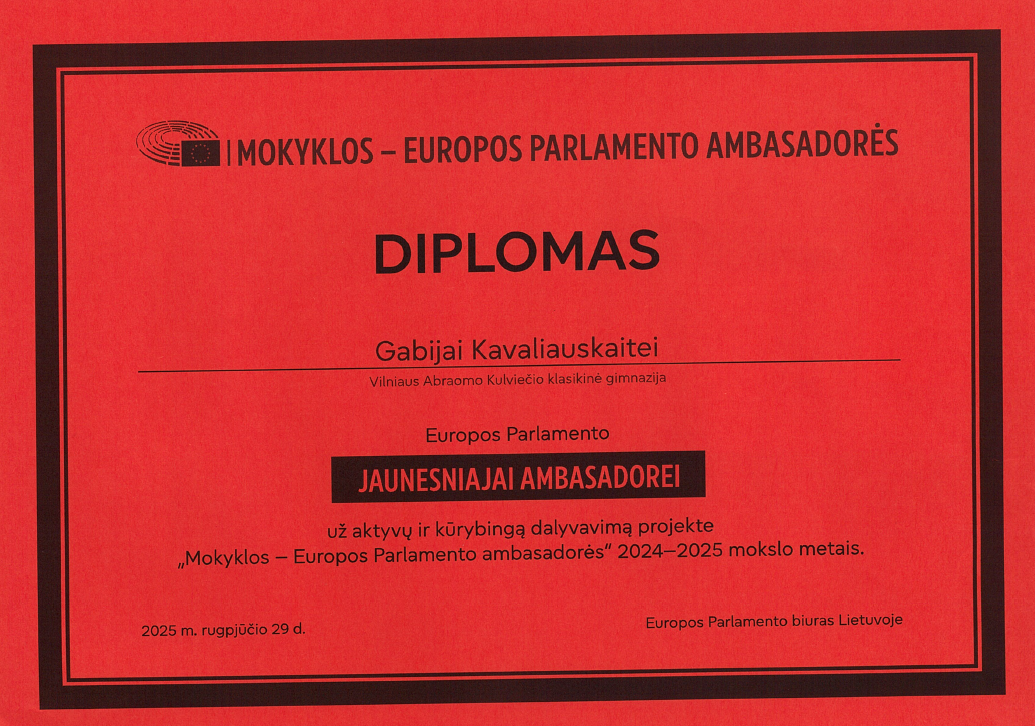 MOKYKLOS – EUROPOS PARLAMENTO AMBASADORĖS
DIPLOMAS
Gabijai Kavaliauskaitei
Vilniaus Abraomo Kulviečio klasikinė gimnazija
Europos Parlamento
JAUNESNIAJAI AMBASADOREI
už aktyvų ir kūrybingą dalyvavimą projekte
„Mokyklos – Europos Parlamento ambasadorės“ 2024–2025 mokslo metais.
2025 m. rugpjūčio 29 d.
Europos Parlamento biuras Lietuvoje